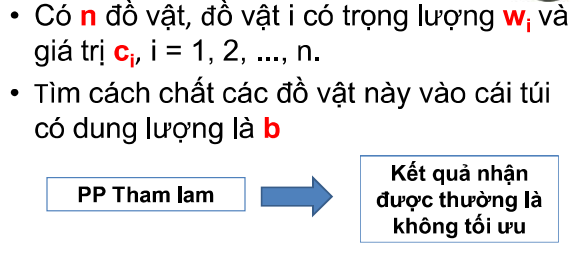 • Có n đồ vật, đồ vật i có trọng lượng wᵢ và
giá trị cᵢ, i = 1, 2, ..., n.
• Tìm cách chất các đồ vật này vào cái túi
có dung lượng là b
PP Tham lam
Kết quả nhận
được thường là
không tối ưu